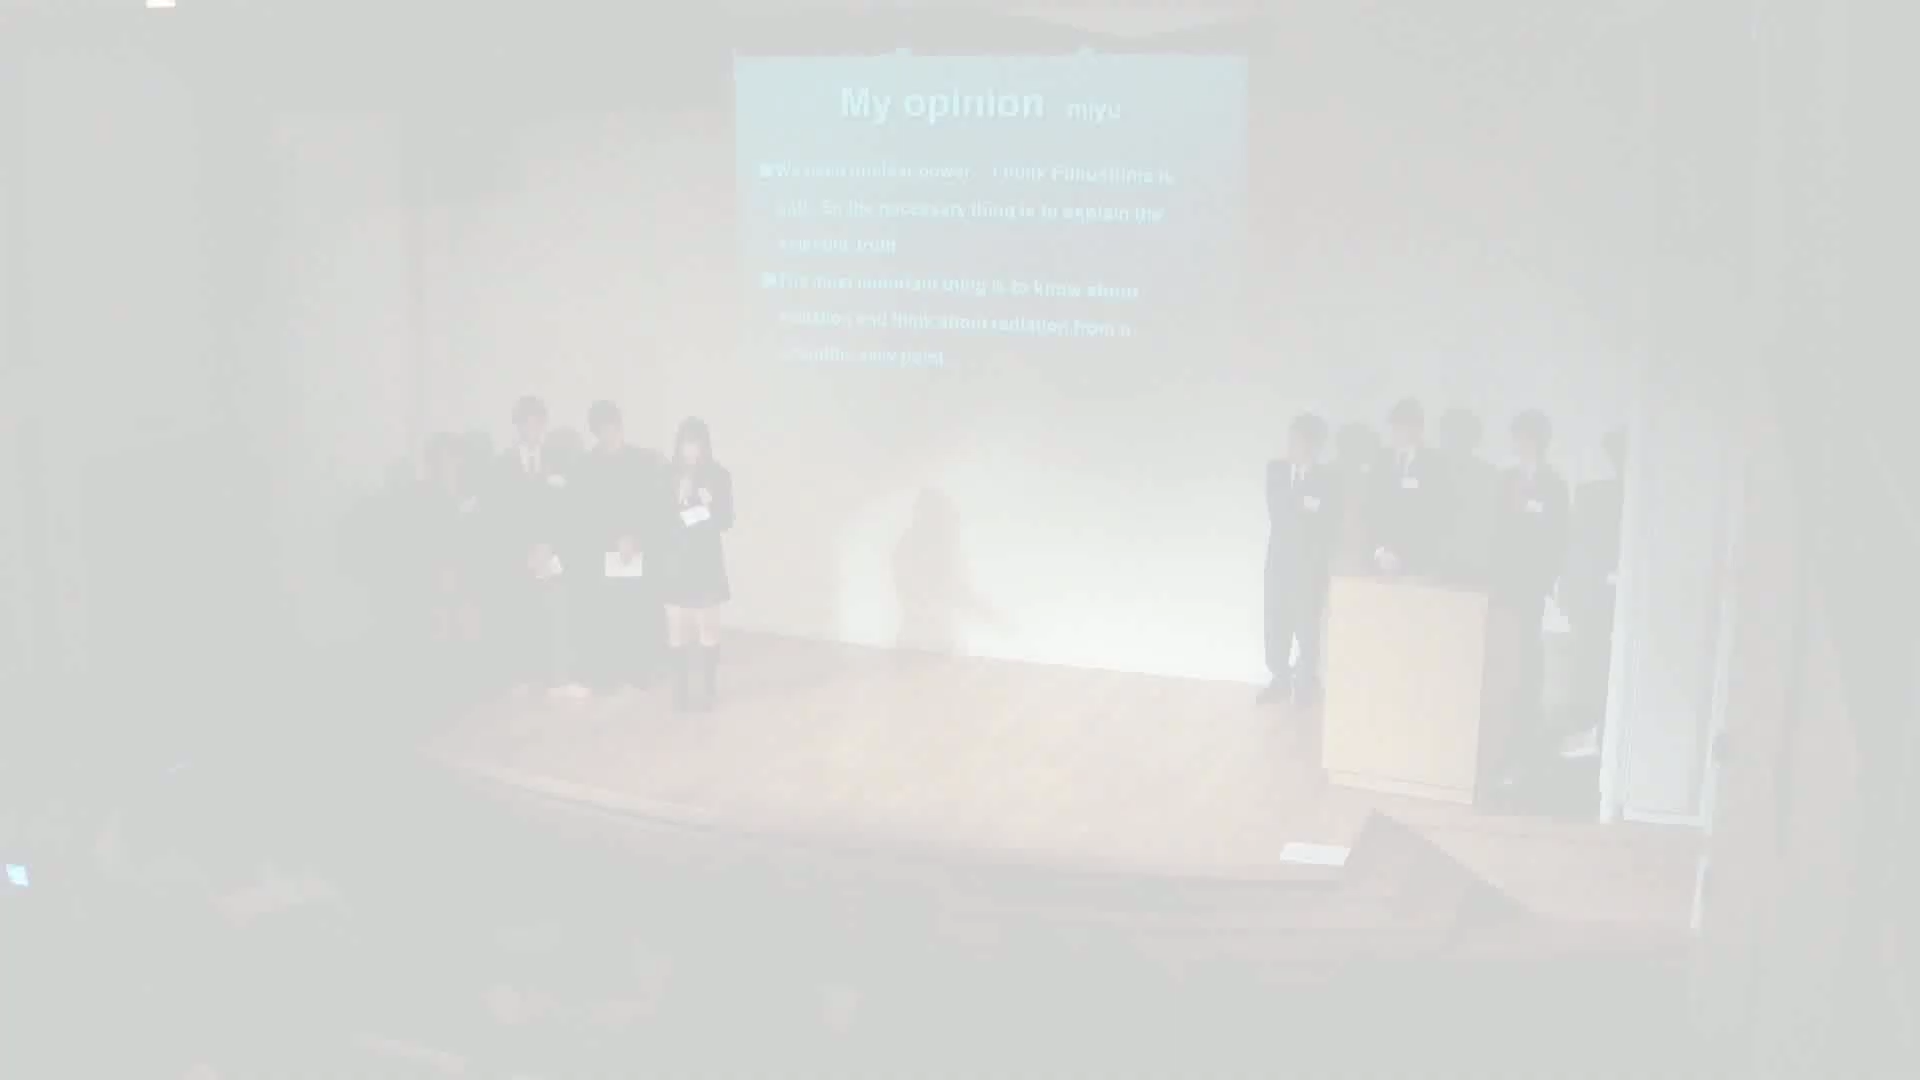 My opinion miyu
■We need nuclear power. I think Fukushima is
safe. So the necessary thing is to explain the
scientific truth.
■The most important thing is to know about
radiation and think about radiation from a
scientific view point.